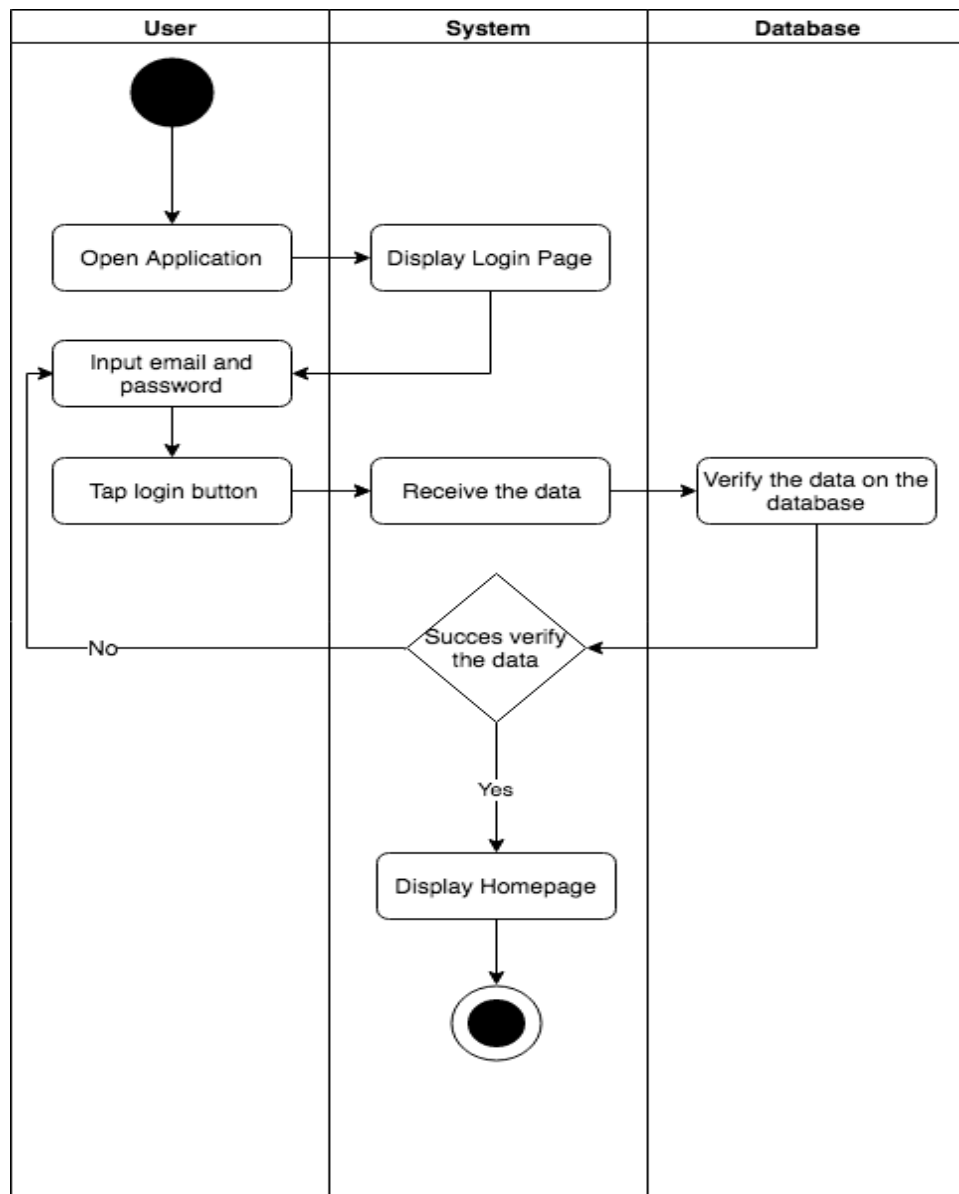 User
System
Database
Open Application
Display Login Page
Input email and
password
Tap login button
Receive the data
Verify the data on the
database
Succes verify
the data
No
Yes
Display Homepage